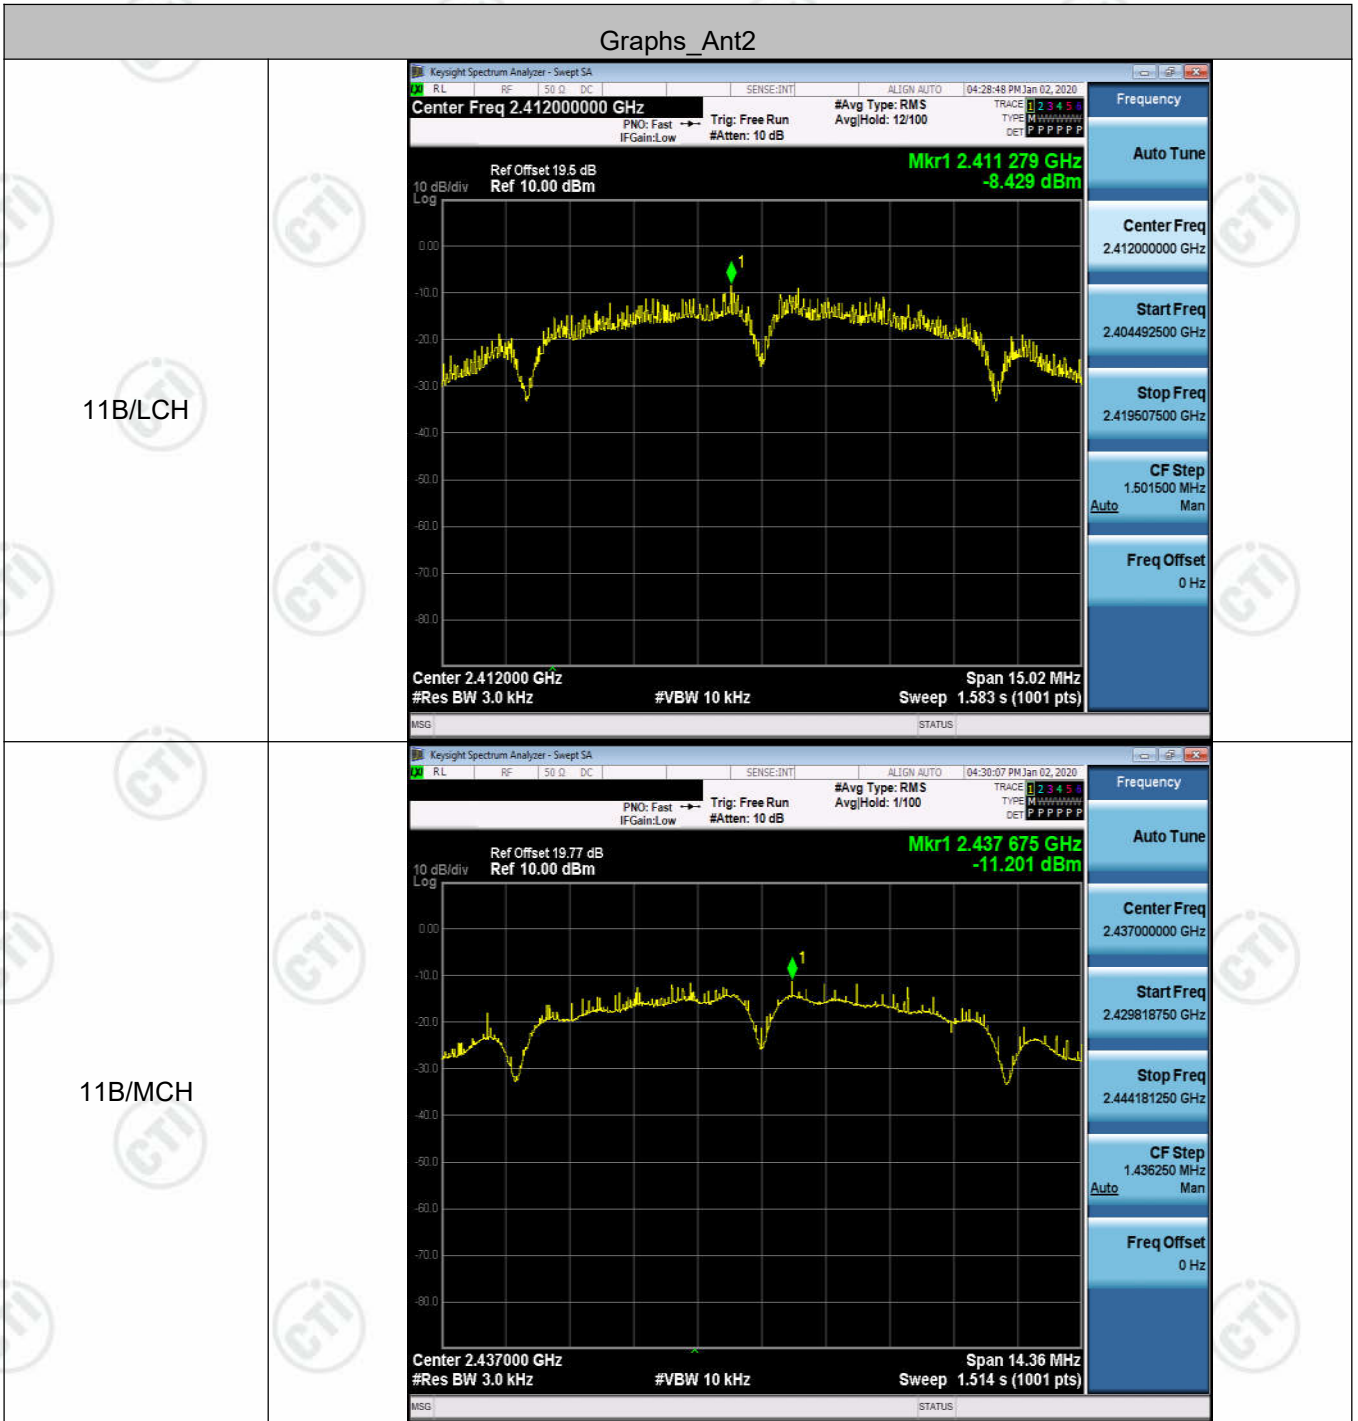 Graphs_Ant2
11B/LCH
Keysight Spectrum Analyzer - Swept SA
RL RF 50 Ω DC SENSE:INT ALIGN AUTO 04:28:48 PM Jan 02, 2020
Center Freq 2.412000000 GHz
#Avg Type: RMS
TRACE 1 2 3 4 5 6
PNO: Fast
Trig: Free Run
Avg|Hold: 12/100
TYPE M WWWWW
IFGain:Low
#Atten: 10 dB
DET P P P P P P
Mkr1 2.411 279 GHz
-8.429 dBm
Ref Offset 19.5 dB
10 dB/div Ref 10.00 dBm
Log
0.00
-10.0
-20.0
-30.0
-40.0
-50.0
-60.0
-70.0
-80.0
1
Center 2.412000 GHz
Span 15.02 MHz
#Res BW 3.0 kHz
#VBW 10 kHz
Sweep 1.583 s (1001 pts)
MSG
STATUS
Frequency
Auto Tune
Center Freq
2.412000000 GHz
Start Freq
2.404492500 GHz
Stop Freq
2.419507500 GHz
CF Step
1.501500 MHz
Auto Man
Freq Offset
0 Hz
11B/MCH
Keysight Spectrum Analyzer - Swept SA
RL RF 50 Ω DC SENSE:INT ALIGN AUTO 04:30:07 PM Jan 02, 2020
#Avg Type: RMS
TRACE 1 2 3 4 5 6
PNO: Fast
Trig: Free Run
Avg|Hold: 1/100
TYPE M WWWWW
IFGain:Low
#Atten: 10 dB
DET P P P P P P
Mkr1 2.437 675 GHz
-11.201 dBm
Ref Offset 19.77 dB
10 dB/div Ref 10.00 dBm
Log
0.00
-10.0
-20.0
-30.0
-40.0
-50.0
-60.0
-70.0
-80.0
1
Center 2.437000 GHz
Span 14.36 MHz
#Res BW 3.0 kHz
#VBW 10 kHz
Sweep 1.514 s (1001 pts)
MSG
STATUS
Frequency
Auto Tune
Center Freq
2.437000000 GHz
Start Freq
2.429818750 GHz
Stop Freq
2.444181250 GHz
CF Step
1.436250 MHz
Auto Man
Freq Offset
0 Hz
CTI